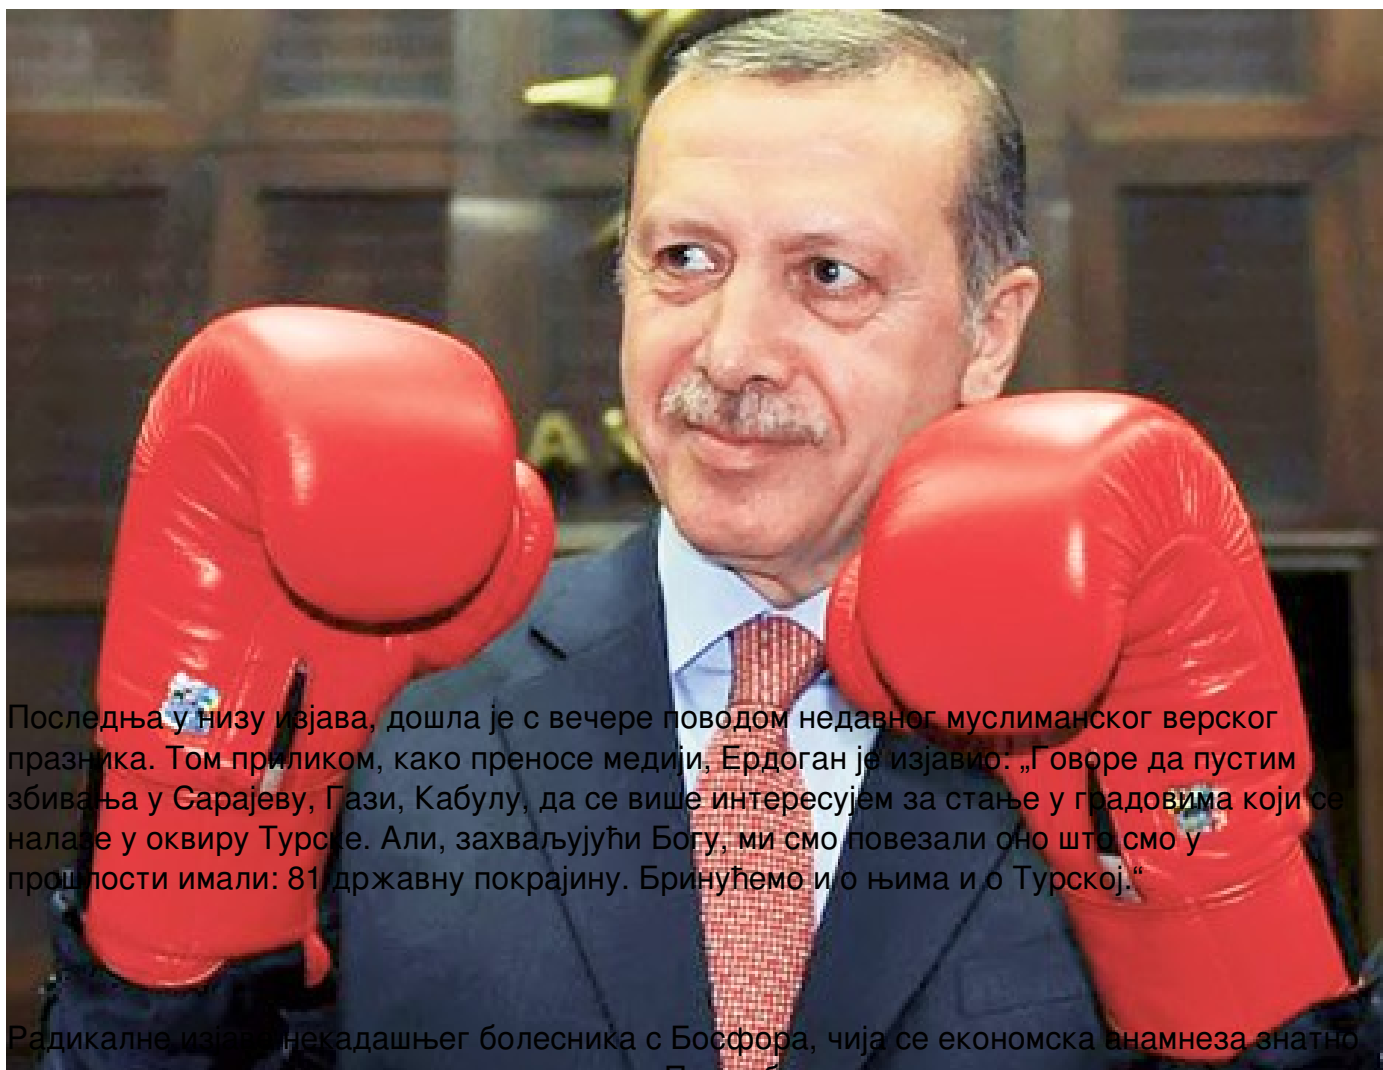 Последња у низу изјава, дошла је с вечере поводом недавног муслиманског верског
празника. Том приликом, како преносе медији, Ердоган је изјавио: „Говоре да пустим
збивања у Сарајеву, Гази, Кабулу, да се више интересујем за стање у градовима који се
налазе у оквиру Турске. Али, захваљујући Богу, ми смо повезали оно што смо у
прошлости имали: 81 државну покрајину. Бринућемо и о њима и о Турској.“
Радикалне изјаве некадашњег болесника с Босфора, чија се економска анамнеза знатно